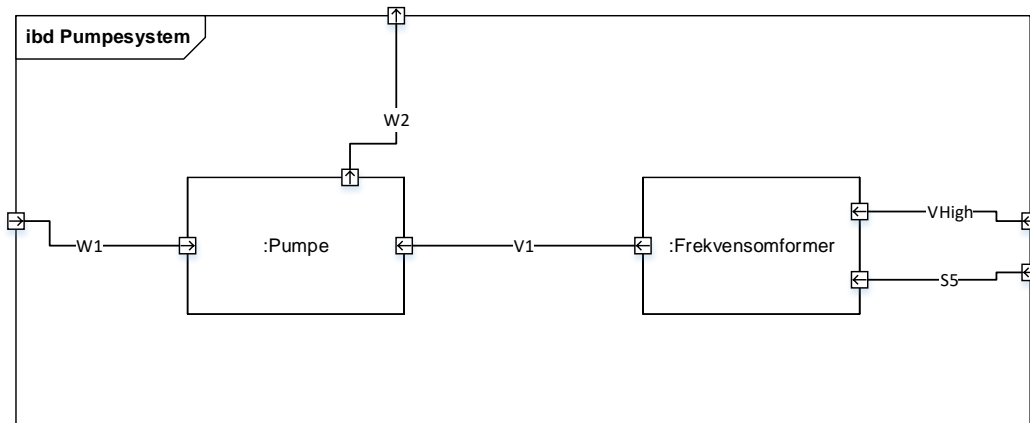 ibd Pumpesystem
W2
VHigh
W1
:Pumpe
V1
:Frekvensomformer
S5